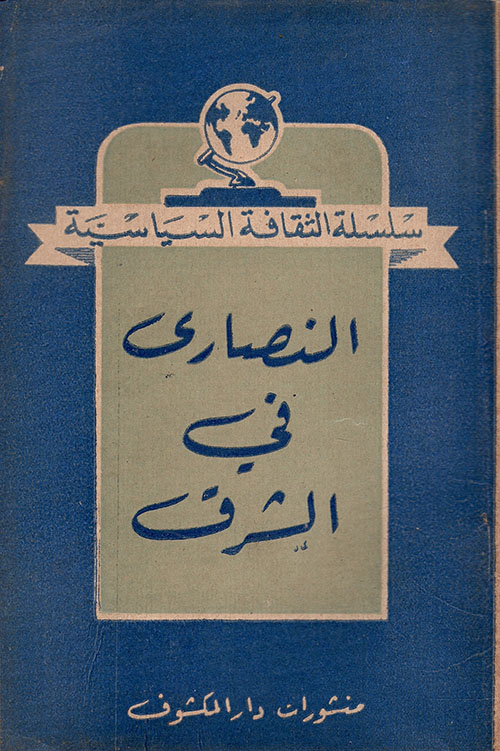 سلسلة الثقافة السياسية
النصارى
في
الشرق
منشورات دار المكشوف